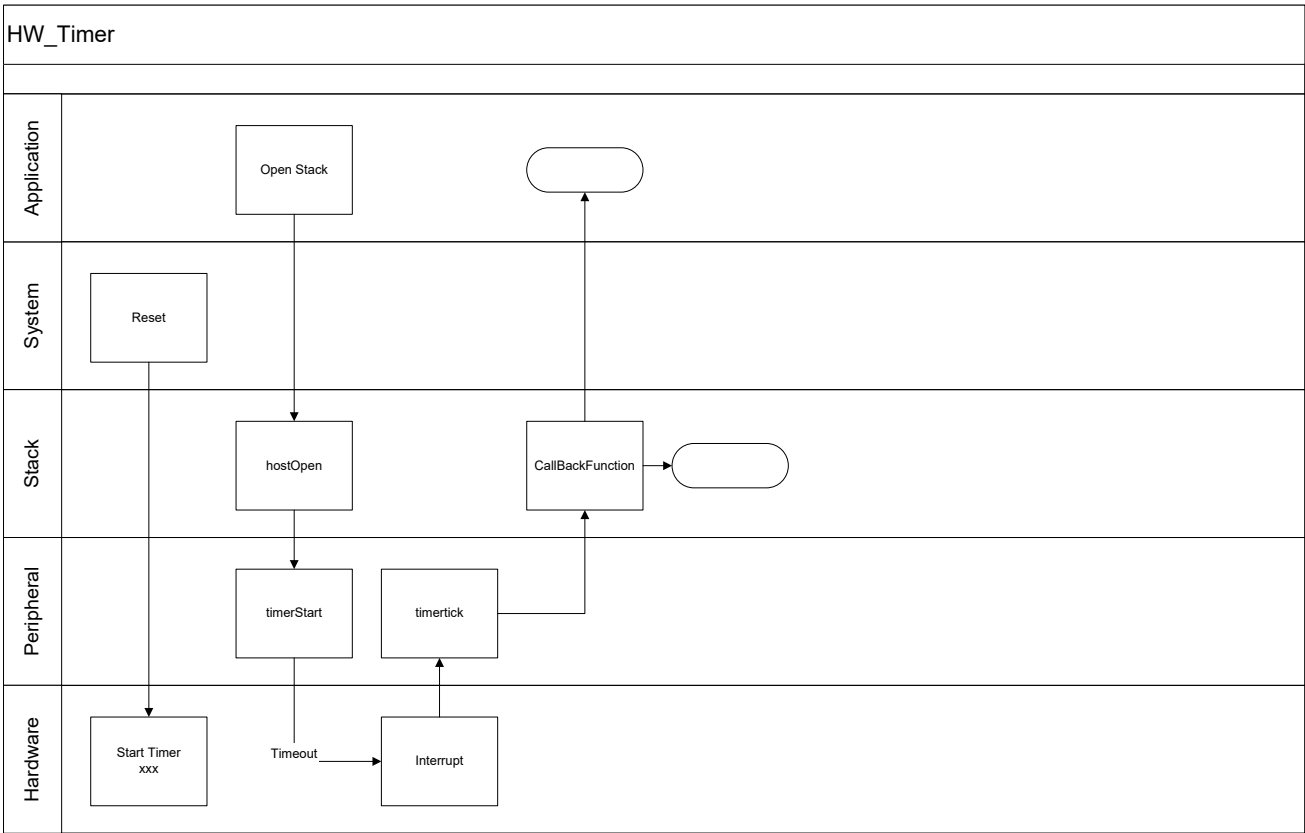 HW_Timer
Application
Open Stack
System
Reset
Stack
hostOpen
CallBackFunction
Peripheral
timerStart
timertick
Hardware
Start Timer
xxx
Timeout
Interrupt